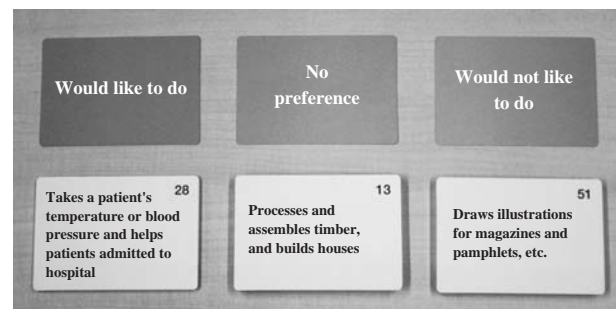 Would like to do
No
preference
Would not like
to do
28
Takes a patient's
temperature or blood
pressure and helps
patients admitted to
hospital
13
Processes and
assembles timber,
and builds houses
51
Draws illustrations
for magazines and
pamphlets, etc.